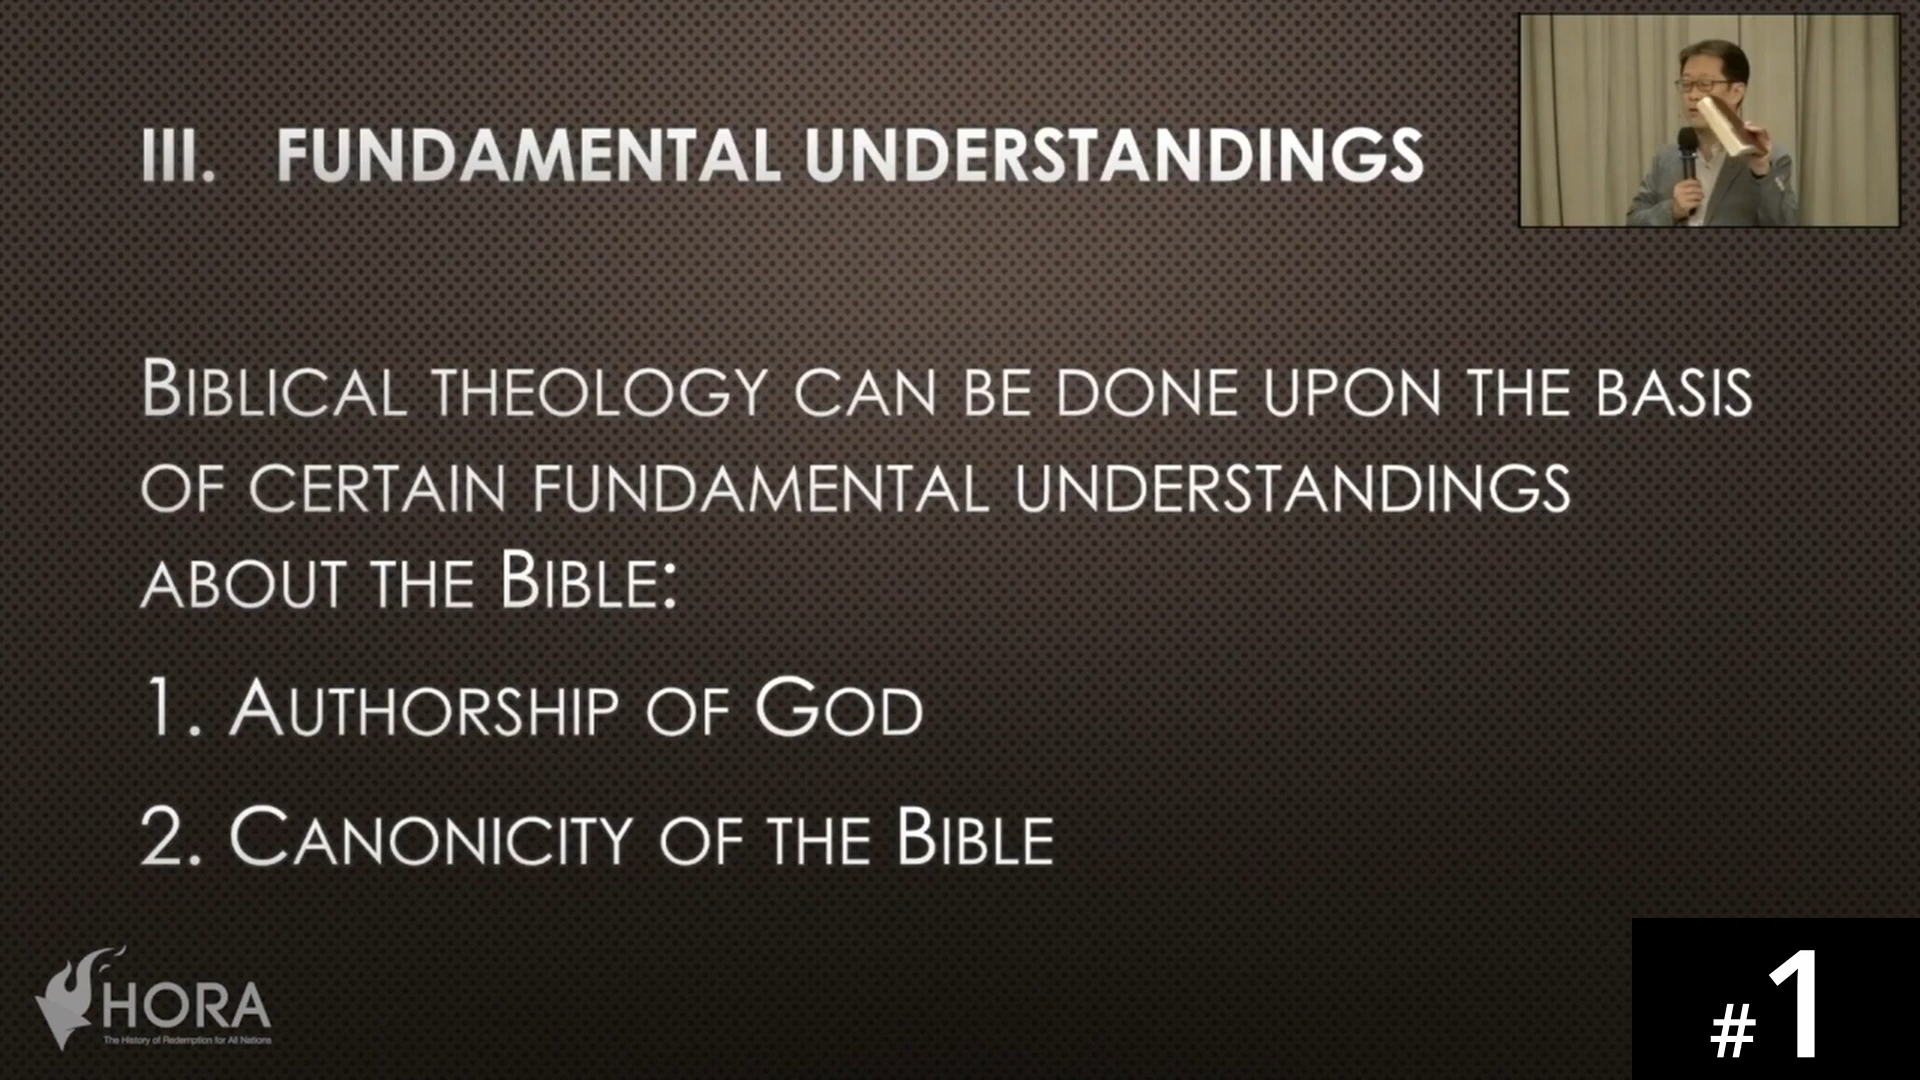 III. FUNDAMENTAL UNDERSTANDINGS
BIBLICAL THEOLOGY CAN BE DONE UPON THE BASIS
OF CERTAIN FUNDAMENTAL UNDERSTANDINGS
ABOUT THE BIBLE:
1. AUTHORSHIP OF GOD
2. CANONICITY OF THE BIBLE
HORA
The History of Redemption for All Nations
#1